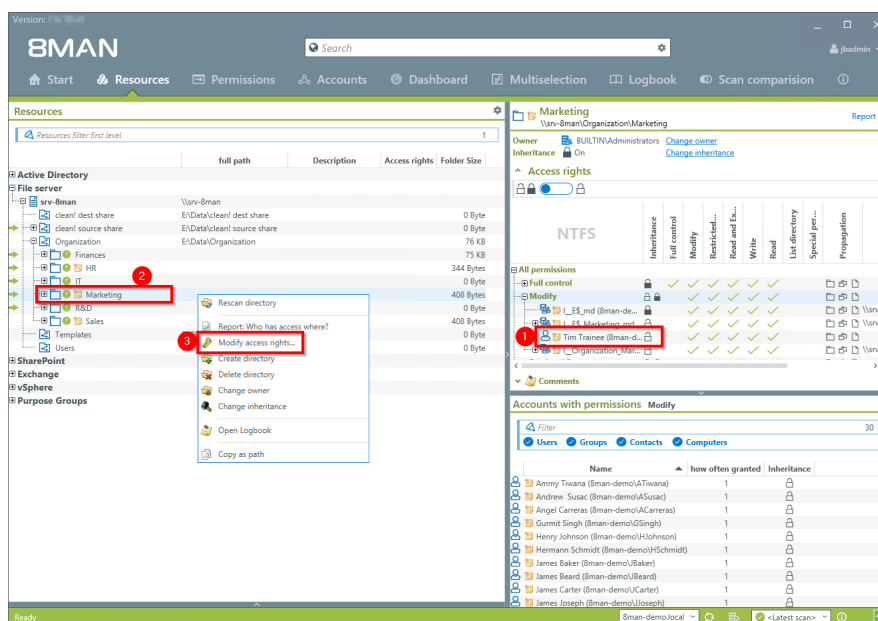 Version:
8MAN
Search
jbadmin
Start
Resources
Permissions
Accounts
Dashboard
Multiselection
Logbook
Scan comparision
Resources
Resources filter first level
1
full path Description Access rights Folder Size
Active Directory
File server
srv-8man \\srv-8man
clean! dest share E:\Data\clean! dest share 0 Byte
clean! source share E:\Data\clean! source share 0 Byte
Organization E:\Data\Organization 76 KB
Finances 75 KB
HR 344 Bytes
IT 0 Byte
2
Marketing 408 Bytes
R&D 0 Byte
Sales 408 Bytes
Templates 0 Byte
Users 0 Byte
SharePoint
Exchange
vSphere
Purpose Groups
Rescan directory
Report: Who has access where?
3
Modify access rights...
Create directory
Delete directory
Change owner
Change inheritance
Open Logbook
Copy as path
Marketing
\\srv-8man\Organization\Marketing
Report
Owner BUILTIN\Administrators Change owner
Inheritance On Change inheritance
Access rights
NTFS
Inheritance
Full control
Modify
Restricted...
Read and Ex...
Write
Read
List directory
Special per...
Propagation
All permissions
Full control
Modify
I__E$_md (8man-de...
I__E$_Marketing_md \\srv
1
Tim Trainee (8man-d...
I__Organization_Mar...
Comments
Accounts with permissions Modify
Filter 30
Users Groups Contacts Computers
Name how often granted Inheritance
Ammy Tiwana (8man-demo\ATiwana) 1
Andrew Susac (8man-demo\ASusac) 1
Angel Carreras (8man-demo\ACarreras) 1
Gurmit Singh (8man-demo\GSingh) 1
Henry Johnson (8man-demo\HJohnson) 1
Hermann Schmidt (8man-demo\HSchmidt) 1
James Baker (8man-demo\JBaker) 1
James Beard (8man-demo\JBeard) 1
James Carter (8man-demo\JCarter) 1
James Joseph (8man-demo\JJoseph) 1
Ready
8man-demo.local
<Latest scan>